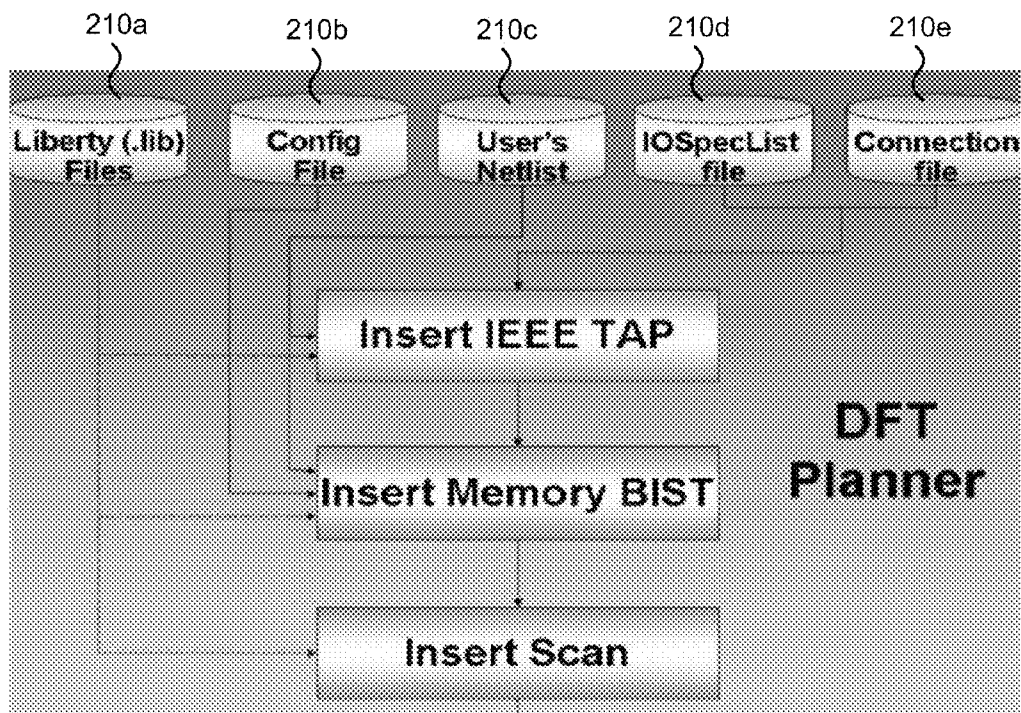 210a 210b 210c 210d 210e
Liberty (.lib)
Files
Config
File
User's
Netlist
IOSpecList
file
Connection
file
Insert IEEE TAP
DFT
Planner
Insert Memory BIST
Insert Scan